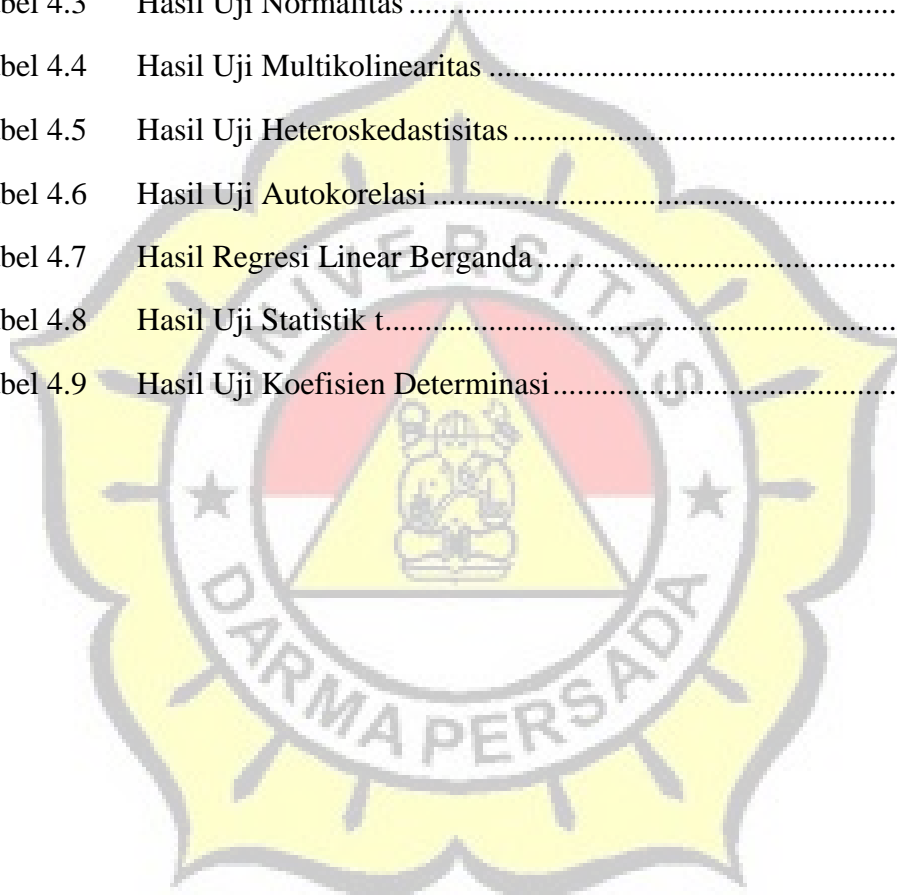 bel 4.3 Hasil Uji Normalitas ............................................................
bel 4.4 Hasil Uji Multikolinearitas ....................................................
bel 4.5 Hasil Uji Heteroskedastisitas .................................................
bel 4.6 Hasil Uji Autokorelasi ...........................................................
bel 4.7 Hasil Regresi Linear Berganda ..............................................
bel 4.8 Hasil Uji Statistik t.................................................................
bel 4.9 Hasil Uji Koefisien Determinasi ............................................
UNIVERSITAS
DARMA PERSADA